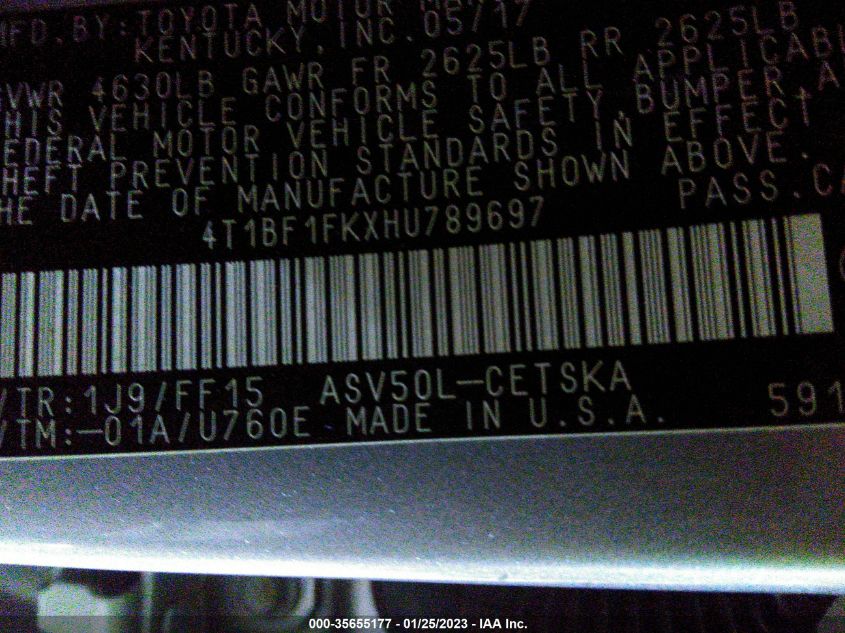 MFD.BY:TOYOTA MOTOR
KENTUCKY,INC. 05/17
GVWR 4630LB GAWR FR 2625LB RR 2625LB
THIS VEHICLE CONFORMS TO ALL APPLICABL
FEDERAL MOTOR VEHICLE SAFETY,BUMPER,A
THEFT PREVENTION STANDARDS IN EFFECT
THE DATE OF MANUFACTURE SHOWN ABOVE.
4T1BF1FKXHU789697 PASS.CA
/TR:1J9/FF15 ASV50L-CETSKA
/TM:-01A/U760E MADE IN U.S.A. 591
000-35655177 - 01/25/2023 - IAA Inc.